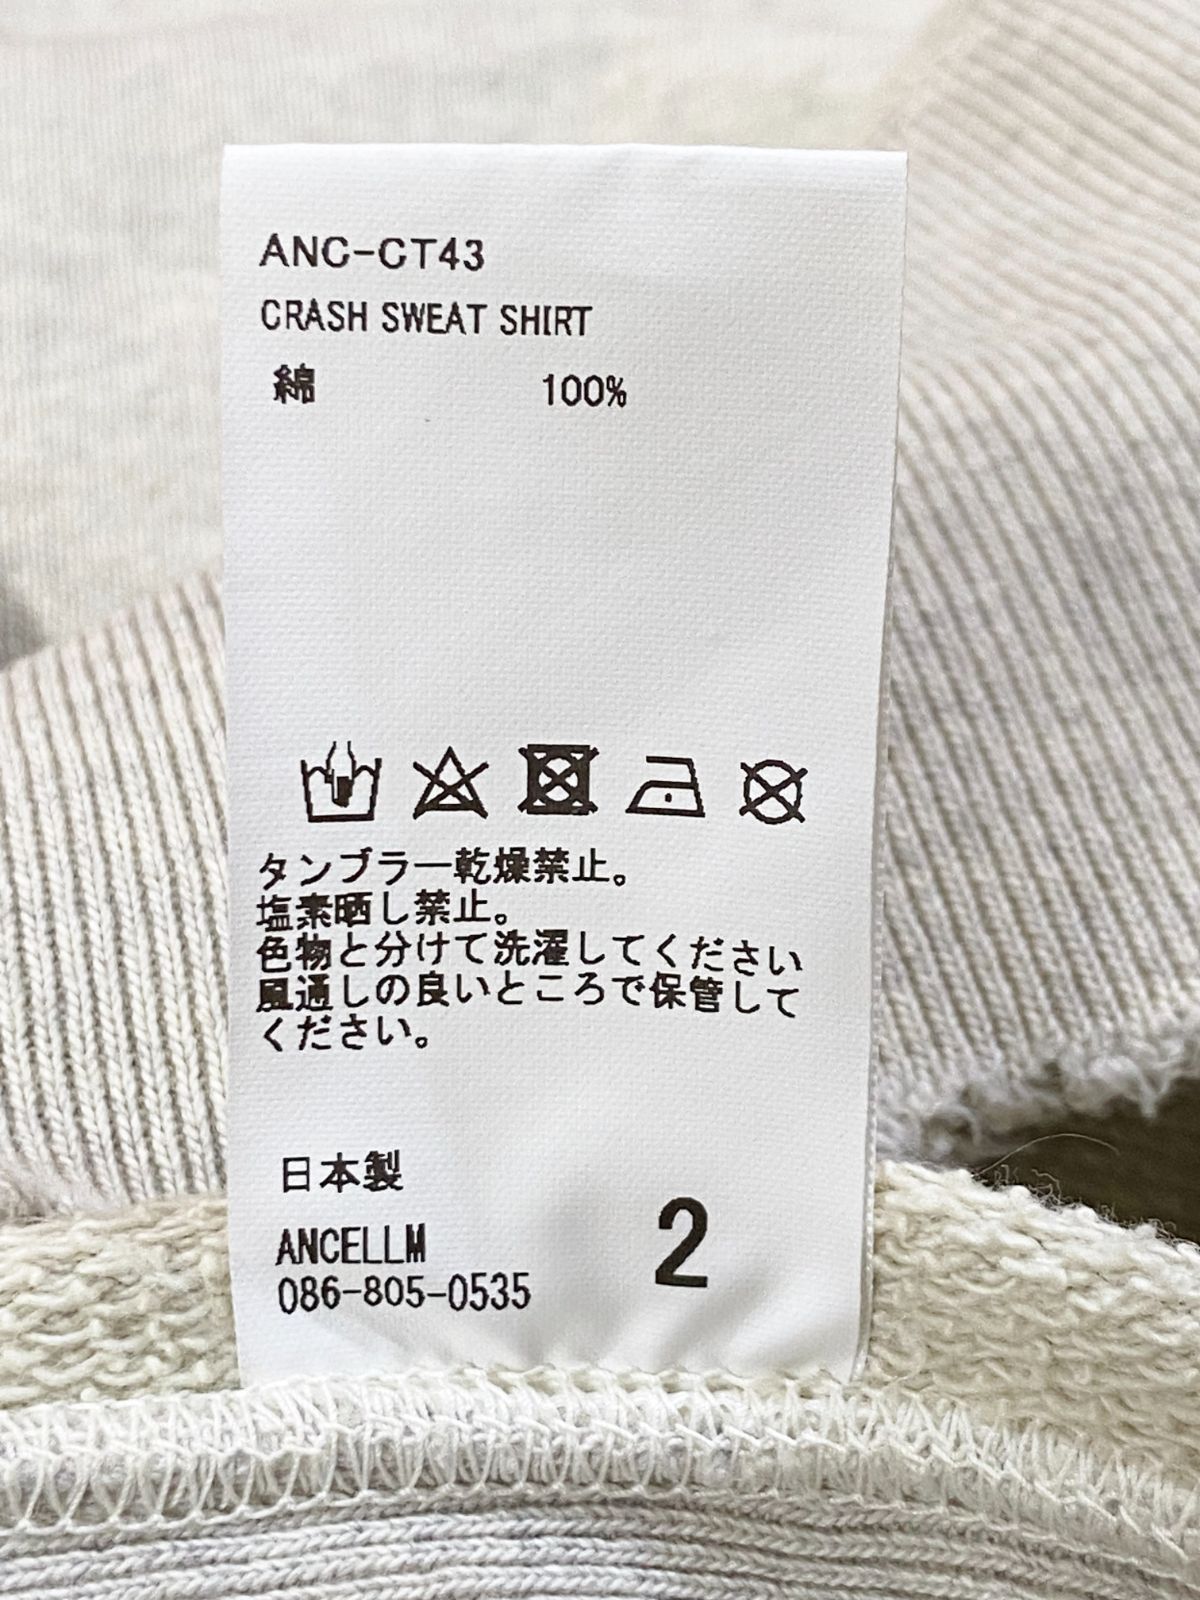 ANC-CT43
CRASH SWEAT SHIRT
綿 100%
タンブラー乾燥禁止。
塩素晒し禁止。
色物と分けて洗濯してください
風通しの良いところで保管して
ください。
日本製
ANCELLM
086-805-0535
2